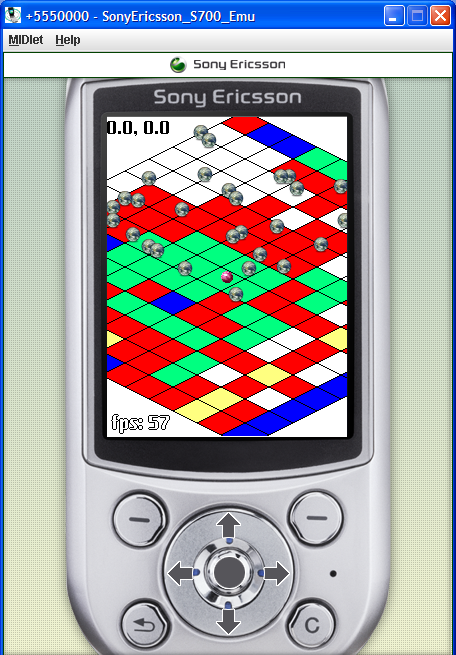 +5550000 - SonyEricsson_S700_Emu
MIDlet Help
Sony Ericsson
Sony Ericsson
0.0, 0.0
fps: 57
C